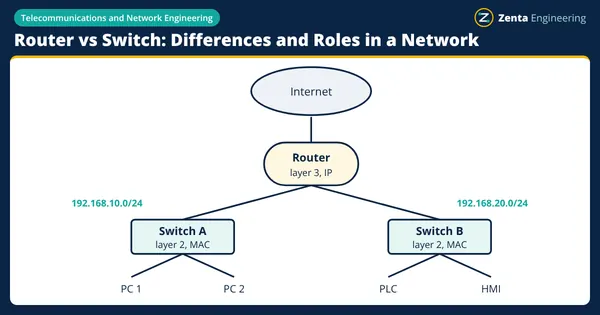 Telecommunications and Network Engineering
Zenta Engineering
Router vs Switch: Differences and Roles in a Network
Internet
Router
layer 3, IP
192.168.10.0/24
192.168.20.0/24
Switch A
layer 2, MAC
Switch B
layer 2, MAC
PC 1
PC 2
PLC
HMI